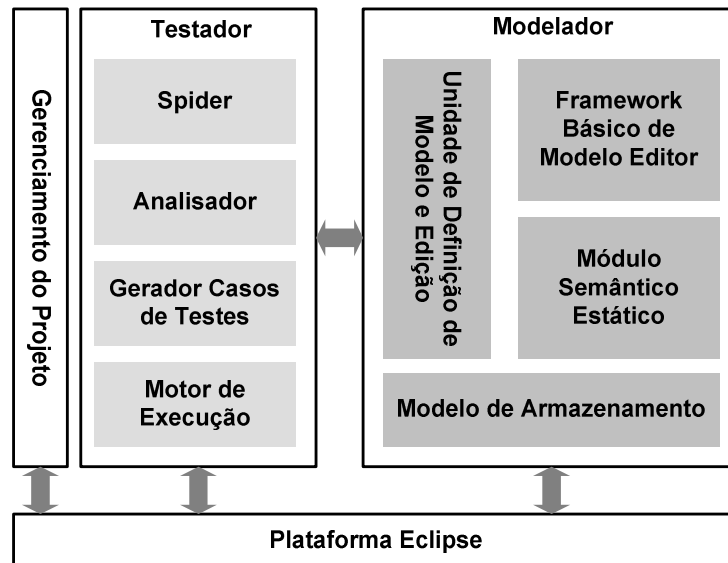 Gerenciamento do Projeto
Testador
Spider
Analisador
Gerador Casos
de Testes
Motor de
Execução
Modelador
Unidade de Definição de
Modelo e Edição
Framework
Básico de
Modelo Editor
Módulo
Semântico
Estático
Modelo de Armazenamento
Plataforma Eclipse